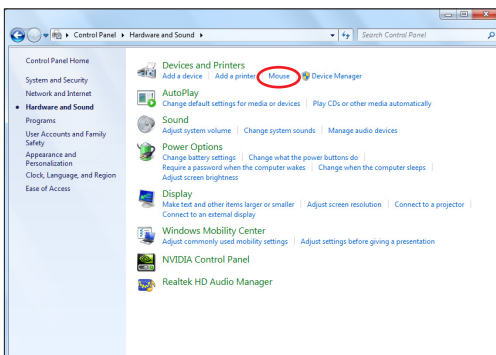 Control Panel Hardware and Sound Search Control Panel
Control Panel Home
System and Security
Network and Internet
Hardware and Sound
Programs
User Accounts and Family
Safety
Appearance and
Personalization
Clock, Language, and Region
Ease of Access
Devices and Printers
Add a device Add a printer Mouse Device Manager
AutoPlay
Change default settings for media or devices Play CDs or other media automatically
Sound
Adjust system volume Change system sounds Manage audio devices
Power Options
Change battery settings Change what the power buttons do
Require a password when the computer wakes Change when the computer sleeps
Adjust screen brightness
Display
Make text and other items larger or smaller Adjust screen resolution Connect to a projector
Connect to an external display
Windows Mobility Center
Adjust commonly used mobility settings Adjust settings before giving a presentation
NVIDIA Control Panel
Realtek HD Audio Manager